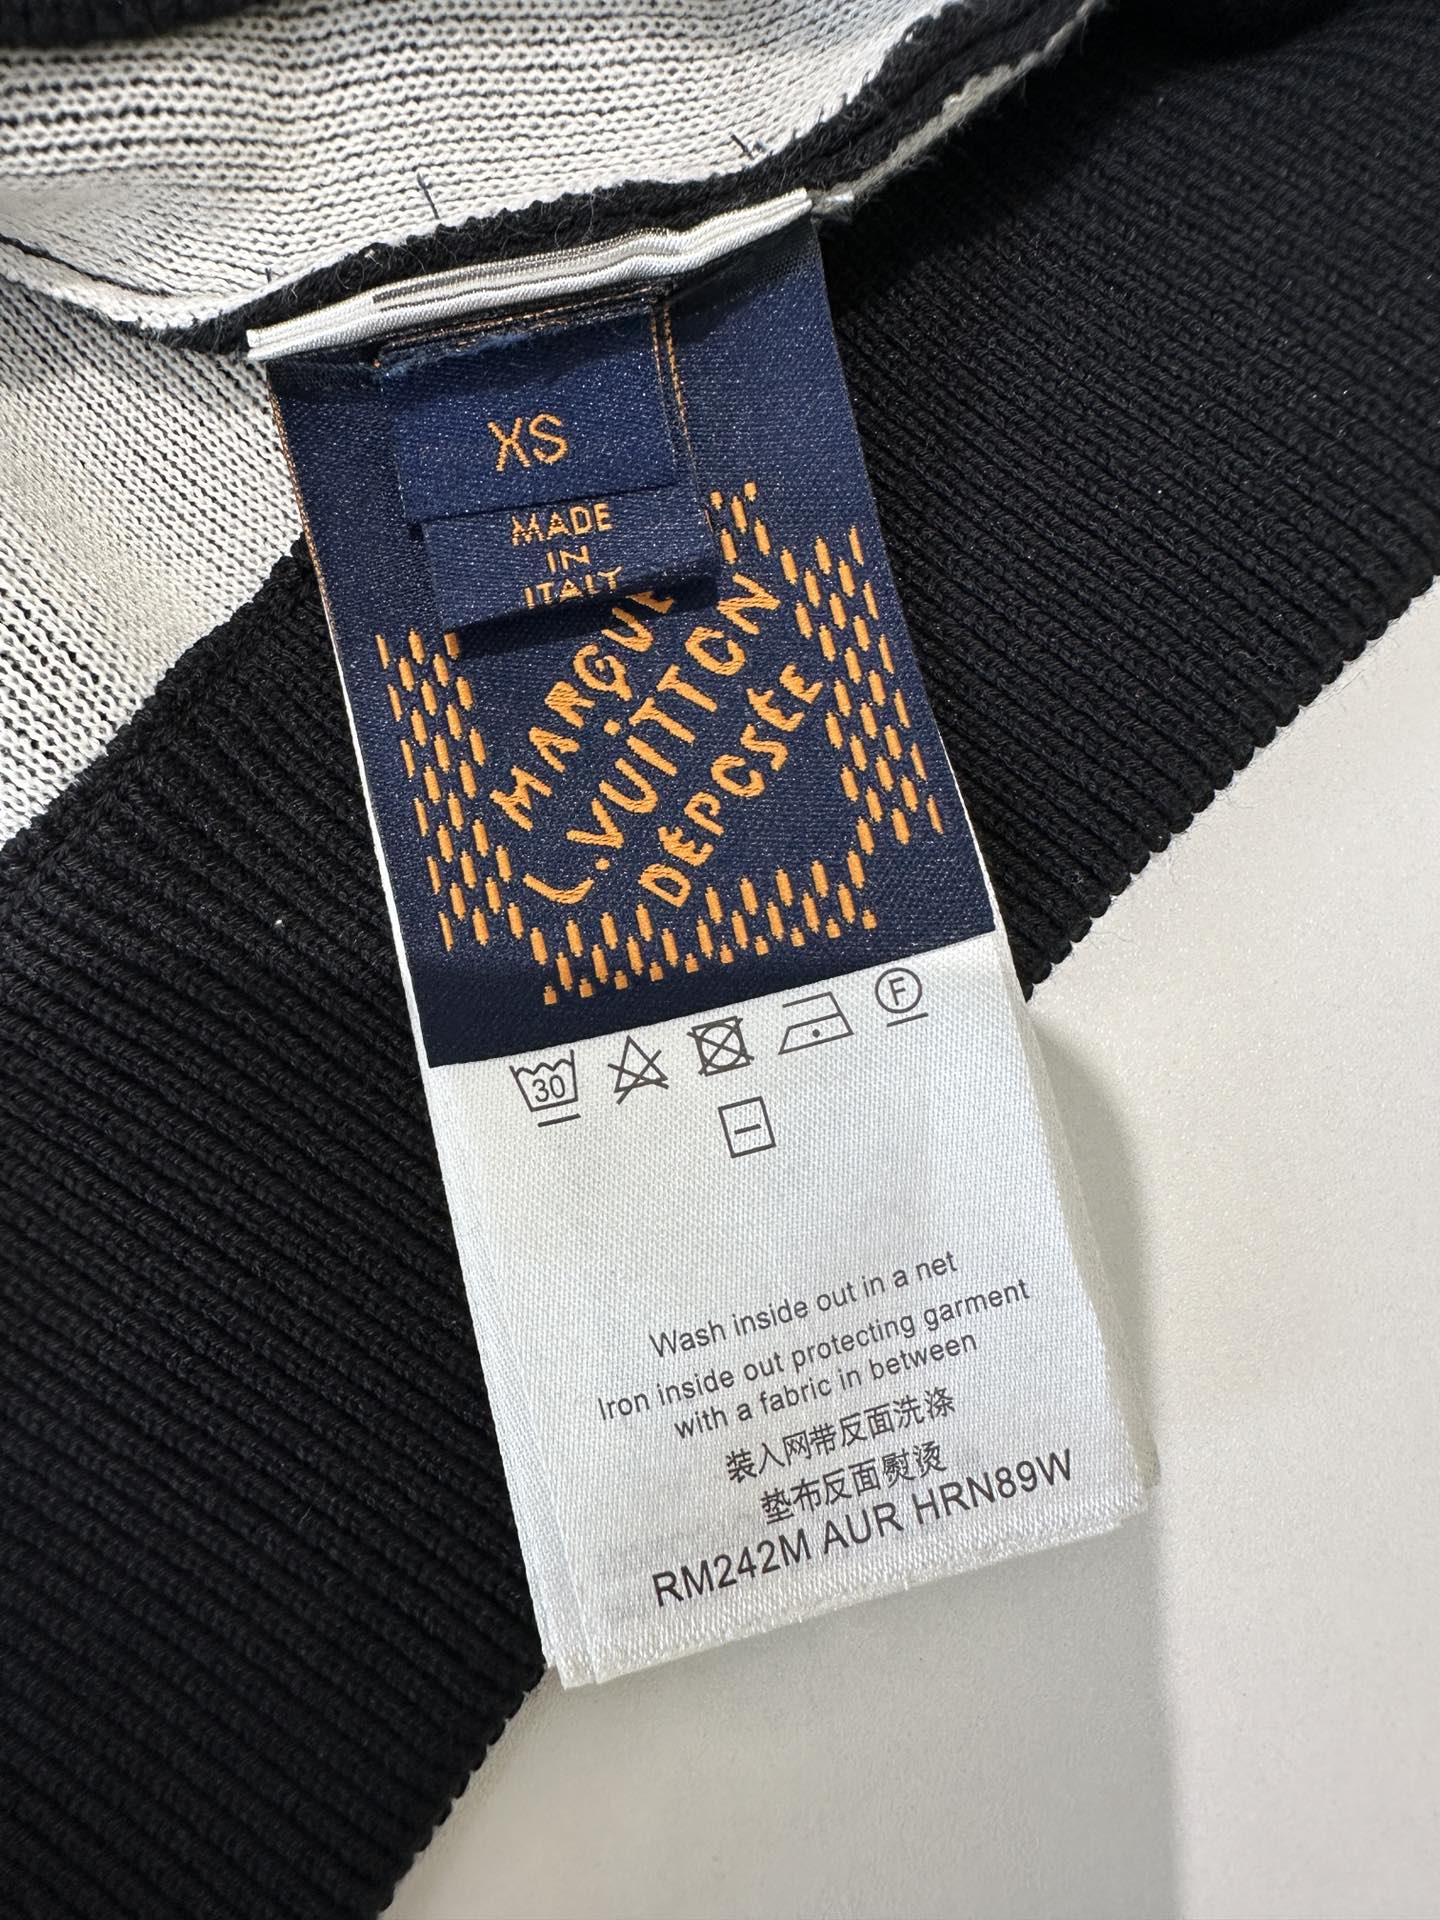 XS
MADE
IN
ITALY
MARQUE
L.VUITTON
DÉPOSÉE
30
F
Wash inside out in a net
Iron inside out protecting garment
with a fabric in between
装入网带反面洗涤
垫布反面熨烫
RM242M AUR HRN89W